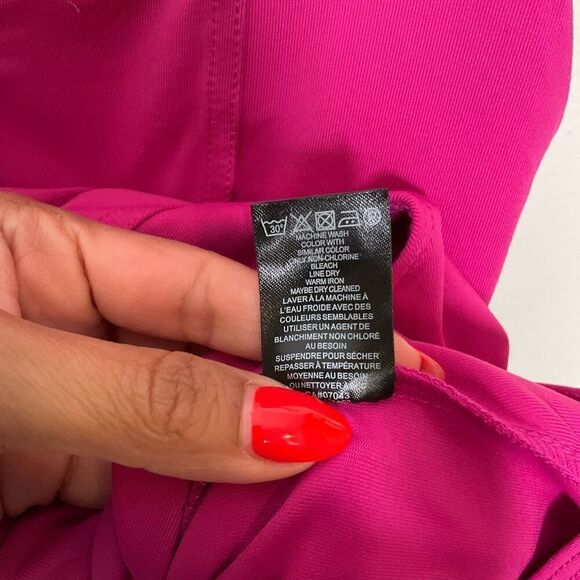 30°
MACHINE WASH
COLOR WITH
SIMILAR COLOR
ONLY NON-CHLORINE
BLEACH
LINE DRY
WARM IRON
MAYBE DRY CLEANED
LAVER À LA MACHINE À
L'EAU FROIDE AVEC DES
COULEURS SEMBLABLES
UTILISER UN AGENT DE
BLANCHIMENT NON CHLORÉ
AU BESOIN
SUSPENDRE POUR SÉCHER
REPASSER À TEMPÉRATURE
MOYENNE AU BESOIN
OU NETTOYER À
CA#07043